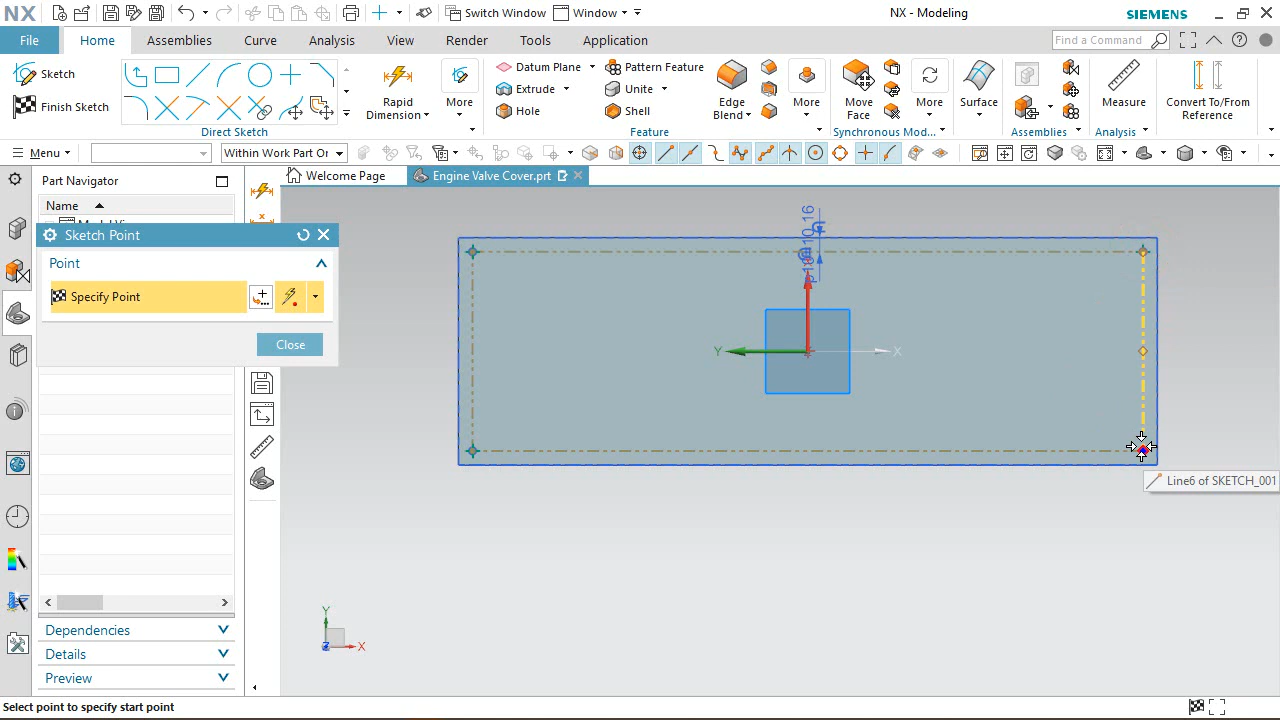 NX
Switch Window
Window
NX - Modeling
SIEMENS
File
Home
Assemblies
Curve
Analysis
View
Render
Tools
Application
Find a Command
Sketch
Finish Sketch
Direct Sketch
Rapid Dimension
More
Datum Plane
Extrude
Hole
Pattern Feature
Unite
Shell
Edge Blend
More
Feature
Move Face
More
Synchronous Mod...
Surface
Assemblies
Measure
Analysis
Convert To/From Reference
Menu
Within Work Part Or
Part Navigator
Name
Welcome Page
Engine Valve Cover.prt
Sketch Point
Point
Specify Point
Close
Y
X
Line6 of SKETCH_001
Y
Z
X
Dependencies
Details
Preview
Select point to specify start point